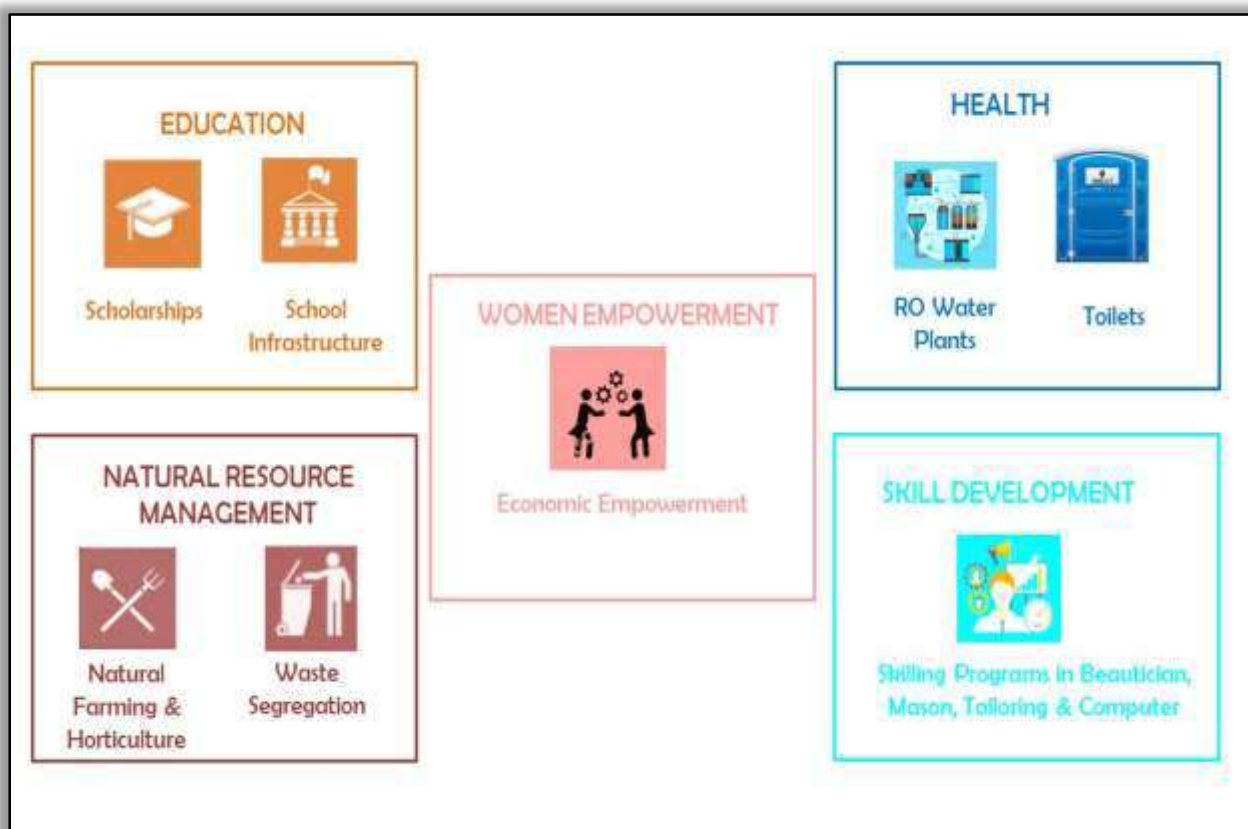 EDUCATION
Scholarships
School
Infrastructure
HEALTH
RO Water
Plants
Toilets
WOMEN EMPOWERMENT
Economic Empowerment
NATURAL RESOURCE
MANAGEMENT
Natural
Farming &
Horticulture
Waste
Segregation
SKILL DEVELOPMENT
Skilling Programs in Beautician,
Mason, Tailoring & Computer